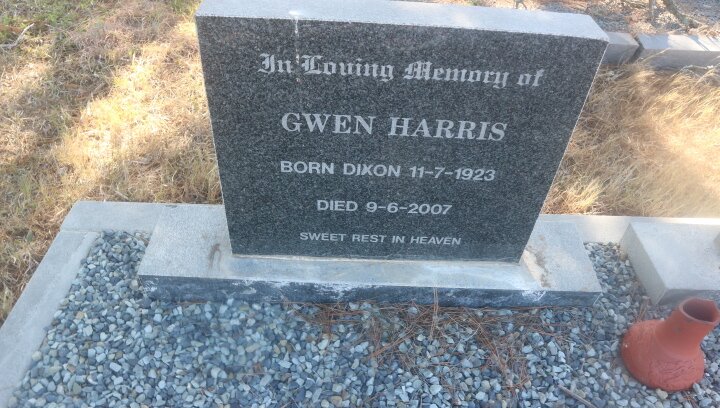 In Loving Memory of
GWEN HARRIS
BORN DIXON 11-7-1923
DIED 9-6-2007
SWEET REST IN HEAVEN